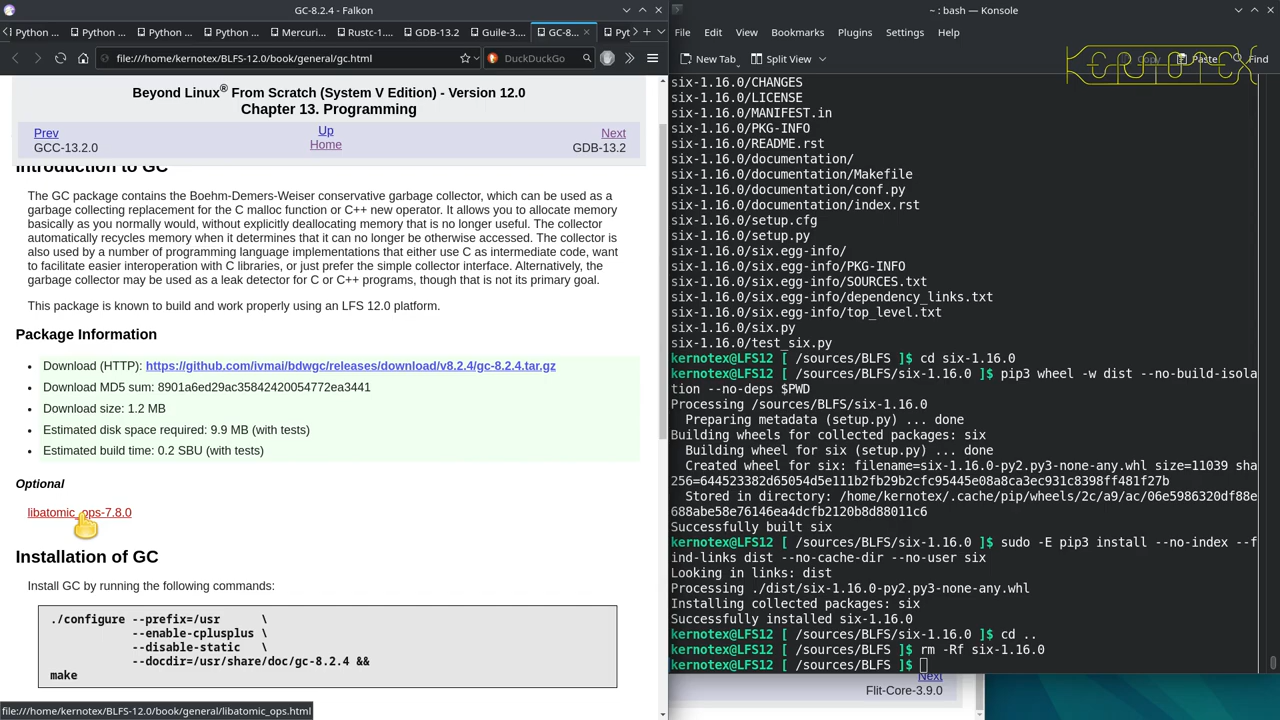 GC-8.2.4 - Falkon
Python ...
Python ...
Python ...
Python ...
Mercuri...
Rustc-1....
GDB-13.2
Guile-3....
GC-8...
Pyt
file:///home/kernotex/BLFS-12.0/book/general/gc.html
DuckDuckGo
Beyond Linux® From Scratch (System V Edition) - Version 12.0
Chapter 13. Programming
Prev
Up
Next
GCC-13.2.0
Home
GDB-13.2
Introduction to GC
The GC package contains the Boehm-Demers-Weiser conservative garbage collector, which can be used as a
garbage collecting replacement for the C malloc function or C++ new operator. It allows you to allocate memory
basically as you normally would, without explicitly deallocating memory that is no longer useful. The collector
automatically recycles memory when it determines that it can no longer be otherwise accessed. The collector is
also used by a number of programming language implementations that either use C as intermediate code, want
to facilitate easier interoperation with C libraries, or just prefer the simple collector interface. Alternatively, the
garbage collector may be used as a leak detector for C or C++ programs, though that is not its primary goal.
This package is known to build and work properly using an LFS 12.0 platform.
Package Information
• Download (HTTP): https://github.com/ivmai/bdwgc/releases/download/v8.2.4/gc-8.2.4.tar.gz
• Download MD5 sum: 8901a6ed29ac35842420054772ea3441
• Download size: 1.2 MB
• Estimated disk space required: 9.9 MB (with tests)
• Estimated build time: 0.2 SBU (with tests)
Optional
libatomic_ops-7.8.0
Installation of GC
Install GC by running the following commands:
./configure --prefix=/usr \
--enable-cplusplus \
--disable-static \
--docdir=/usr/share/doc/gc-8.2.4 &&
make
file:///home/kernotex/BLFS-12.0/book/general/libatomic_ops.html
~ : bash — Konsole
File Edit View Bookmarks Plugins Settings Help
New Tab Split View Copy Paste Find
KERNOTEX
six-1.16.0/CHANGES
six-1.16.0/LICENSE
six-1.16.0/MANIFEST.in
six-1.16.0/PKG-INFO
six-1.16.0/README.rst
six-1.16.0/documentation/
six-1.16.0/documentation/Makefile
six-1.16.0/documentation/conf.py
six-1.16.0/documentation/index.rst
six-1.16.0/setup.cfg
six-1.16.0/setup.py
six-1.16.0/six.egg-info/
six-1.16.0/six.egg-info/PKG-INFO
six-1.16.0/six.egg-info/SOURCES.txt
six-1.16.0/six.egg-info/dependency_links.txt
six-1.16.0/six.egg-info/top_level.txt
six-1.16.0/six.py
six-1.16.0/test_six.py
kernotex@LFS12 [ /sources/BLFS ]$ cd six-1.16.0
kernotex@LFS12 [ /sources/BLFS/six-1.16.0 ]$ pip3 wheel -w dist --no-build-isola
tion --no-deps $PWD
Processing /sources/BLFS/six-1.16.0
Preparing metadata (setup.py) ... done
Building wheels for collected packages: six
Building wheel for six (setup.py) ... done
Created wheel for six: filename=six-1.16.0-py2.py3-none-any.whl size=11039 sha
256=644523382d65054d5e111b2fb29b2cfc95445e08a8ca3ec931c8398ff481f27b
Stored in directory: /home/kernotex/.cache/pip/wheels/2c/a9/ac/06e5986320df88e
688abe58e76146ea4dcfb2120b8d88011c6
Successfully built six
kernotex@LFS12 [ /sources/BLFS/six-1.16.0 ]$ sudo -E pip3 install --no-index --f
ind-links dist --no-cache-dir --no-user six
Looking in links: dist
Processing ./dist/six-1.16.0-py2.py3-none-any.whl
Installing collected packages: six
Successfully installed six-1.16.0
kernotex@LFS12 [ /sources/BLFS/six-1.16.0 ]$ cd ..
kernotex@LFS12 [ /sources/BLFS ]$ rm -Rf six-1.16.0
kernotex@LFS12 [ /sources/BLFS ]$
Next
Flit-Core-3.9.0